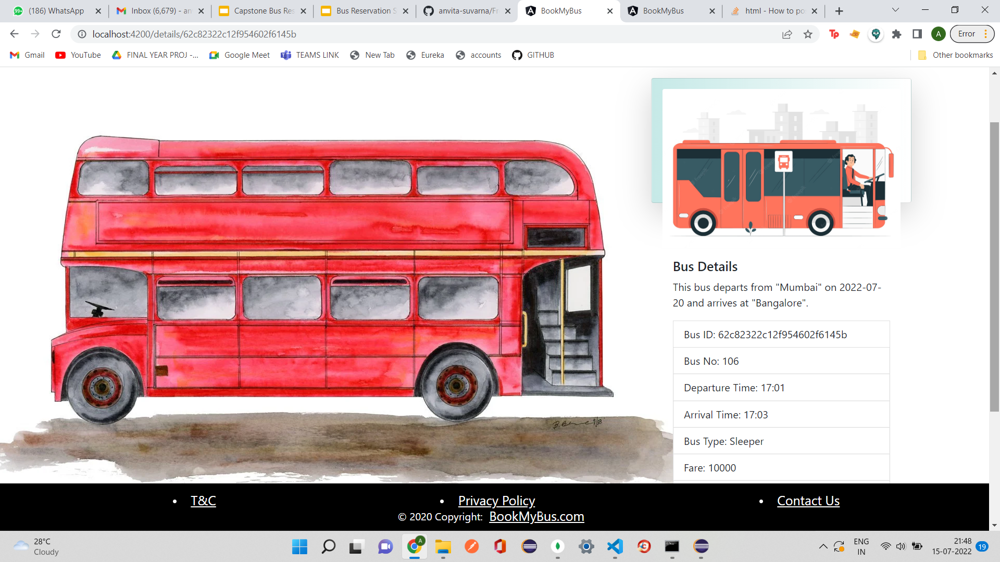 (186) WhatsApp
Inbox (6,679) - an
Capstone Bus Res
Bus Reservation S
anvita-suvarna/Fr
BookMyBus
BookMyBus
html - How to po
localhost:4200/details/62c82322c12f954602f6145b
Tp
A
Error
Gmail
YouTube
FINAL YEAR PROJ -...
Google Meet
TEAMS LINK
New Tab
Eureka
accounts
GITHUB
Other bookmarks
Bus Details
This bus departs from "Mumbai" on 2022-07-
20 and arrives at "Bangalore".
Bus ID: 62c82322c12f954602f6145b
Bus No: 106
Departure Time: 17:01
Arrival Time: 17:03
Bus Type: Sleeper
Fare: 10000
T&C
Privacy Policy
Contact Us
© 2020 Copyright: BookMyBus.com
28°C
Cloudy
A
ENG
IN
21:48
15-07-2022
19